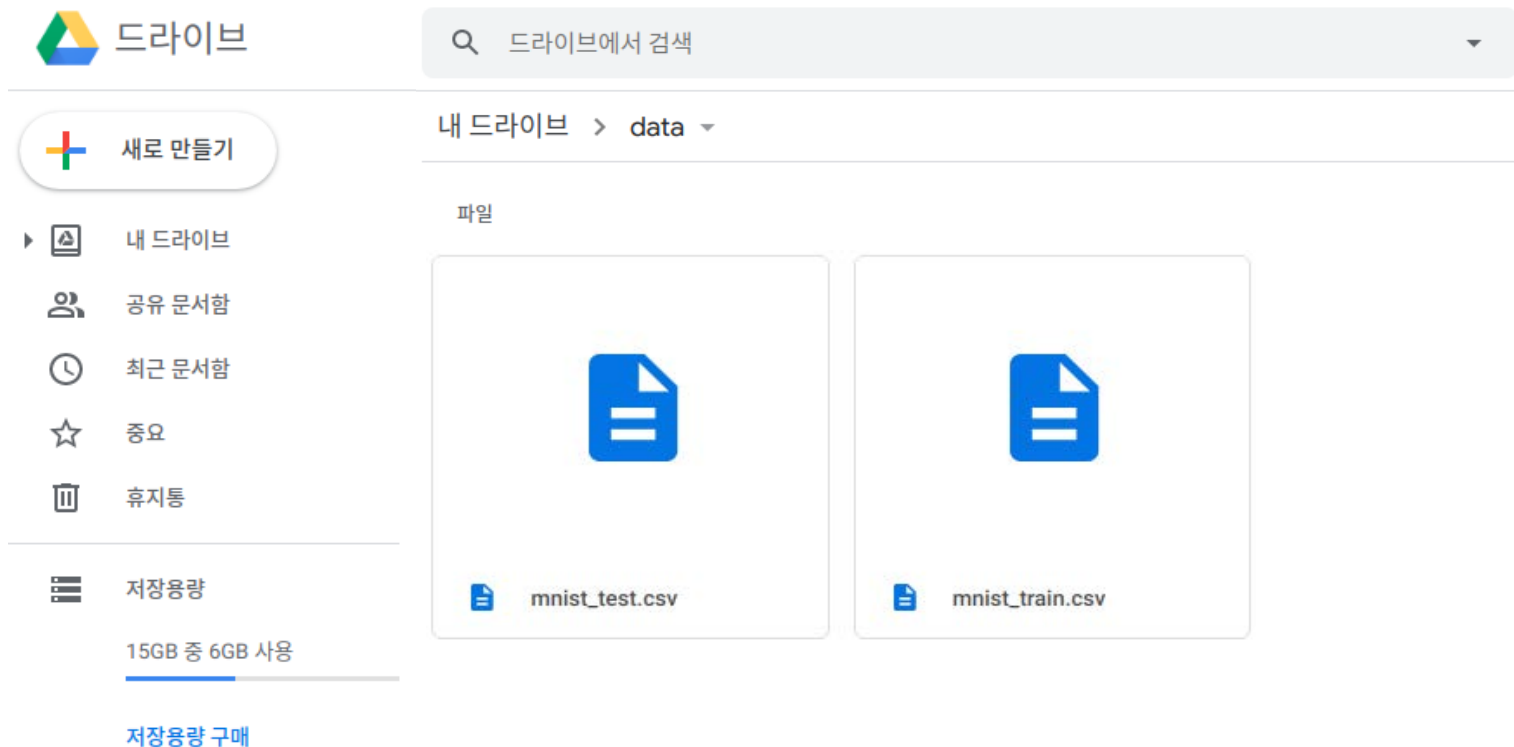 드라이브
드라이브에서 검색
새로 만들기
내 드라이브
공유 문서함
최근 문서함
중요
휴지통
저장용량
15GB 중 6GB 사용
저장용량 구매
내 드라이브 > data
파일
mnist_test.csv
mnist_train.csv